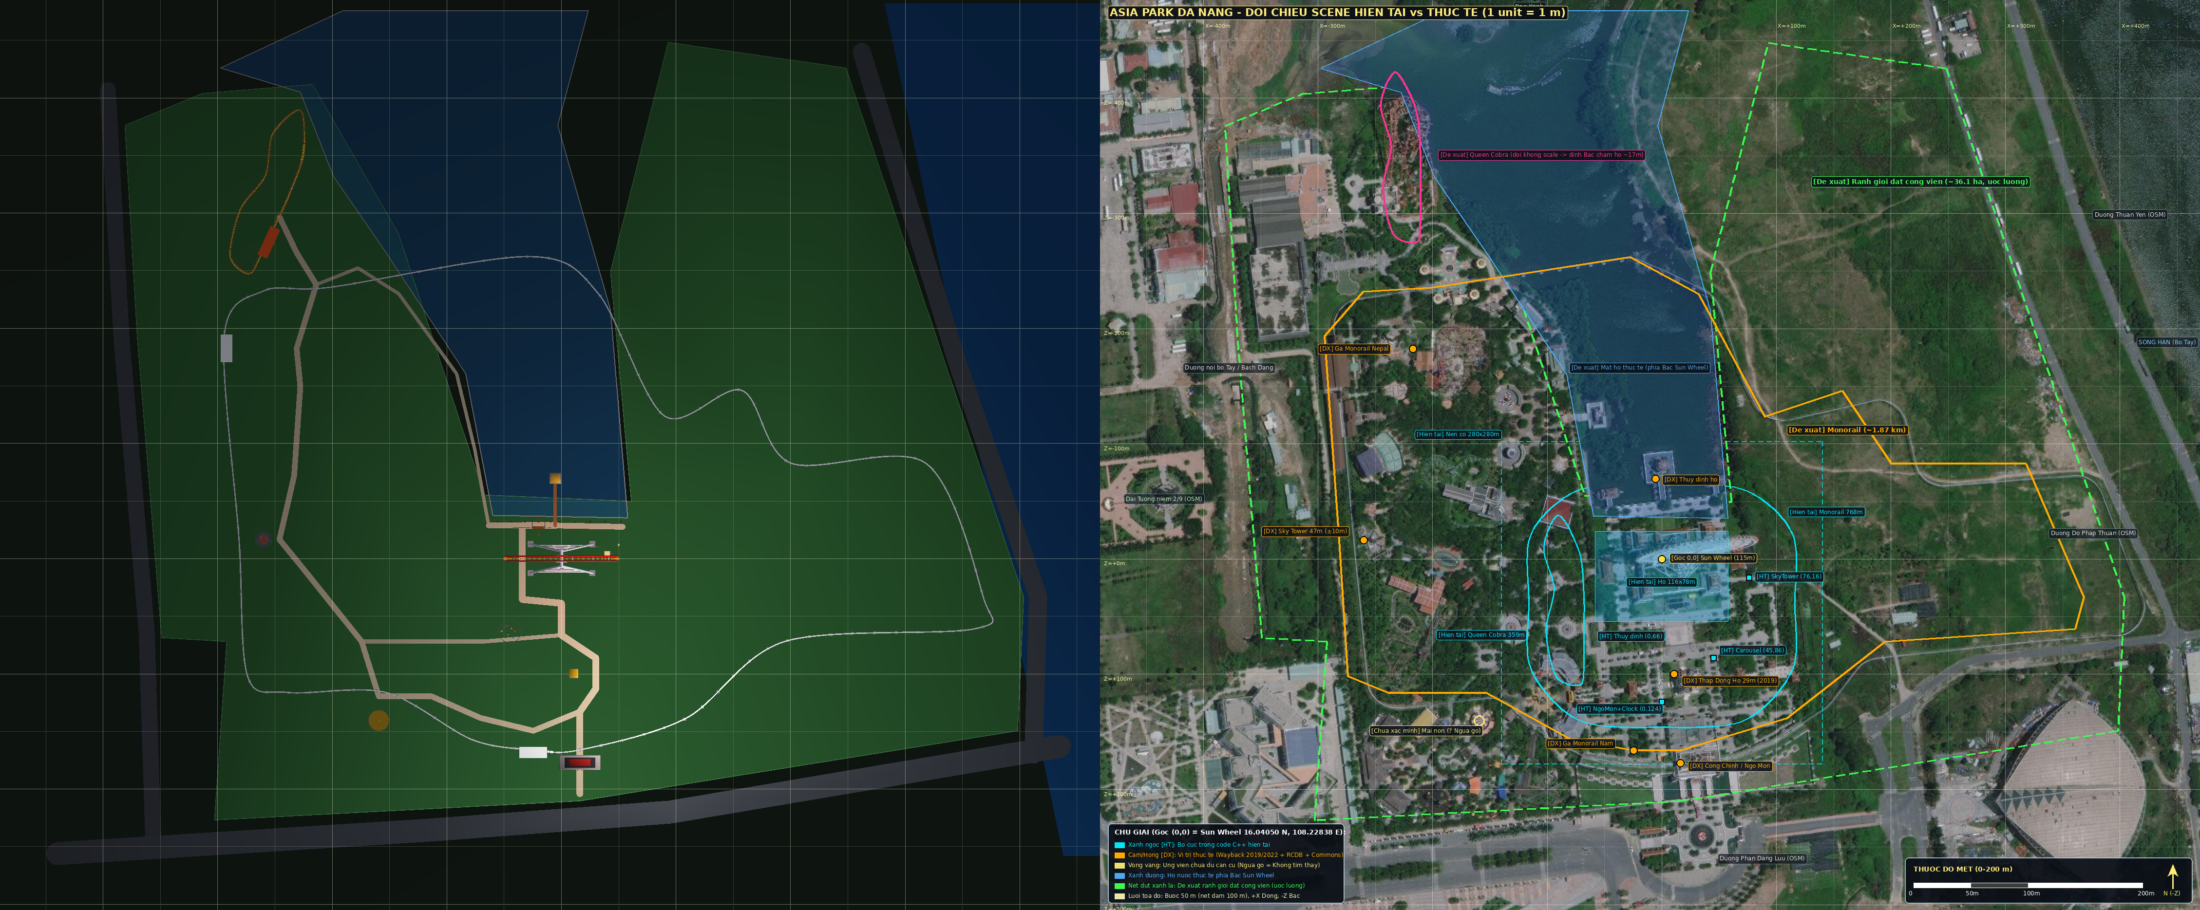 ASIA PARK DA NANG - DOI CHIEU SCENE HIEN TAI vs THUC TE (1 unit = 1 m)
X=-400m
X=-300m
X=+100m
X=+200m
X=+300m
X=+400m
[De xuat] Queen Cobra (doi khong scale -> dinh Bac cham ho ~17m)
[De xuat] Ranh gioi dat cong vien (~36.1 ha, uoc luong)
Duong Thuan Yen (OSM)
Z=-200m
SONG HAN (Bo Tay)
[DX] Ga Monorail Nepal
Duong noi bo Tay / Bach Dang
[De xuat] Mat ho thuc te (phia Bac Sun Wheel)
[De xuat] Monorail (~1.87 km)
[Hien tai] Nen co 280x280m
Z=-100m
[DX] Thuy dinh ho
Dai Tuong niem 2/9 (OSM)
[Hien tai] Monorail 768m
[DX] Sky Tower 47m (±10m)
Duong Do Phap Thuan (OSM)
[Goc 0,0] Sun Wheel (115m)
Z=+0m
[HT] SkyTower (76,16)
[Hien tai] Ho 116x78m
[Hien tai] Queen Cobra 359m
[HT] Thuy dinh (0,66)
[HT] Carousel (45,86)
Z=+100m
[DX] Thap Dong Ho 29m (2019)
[HT] NgoMon+Clock (0,124)
[Chua xac minh] Mai non (? Ngua go)
[DX] Ga Monorail Nam
[DX] Cong Chinh / Ngo Mon
Z=+200m
CHU GIAI (Goc (0,0) = Sun Wheel 16.04050 N, 108.22838 E):
Xanh ngoc [HT]: Bo cuc trong code C++ hien tai
Cam/Hong [DX]: Vi tri thuc te (Wayback 2019/2022 + RCDB + Commons)
Vong vang: Ung vien chua du can cu (Ngua go = Khong tim thay)
Xanh duong: Ho nuoc thuc te phia Bac Sun Wheel
Net dut xanh la: De xuat ranh gioi dat cong vien (uoc luong)
Luoi toa do: Buoc 50 m (net dam 100 m), +X Dong, -Z Bac
Duong Phan Dang Luu (OSM)
THUOC DO MET (0-200 m)
0 50m 100m 200m
N (-Z)